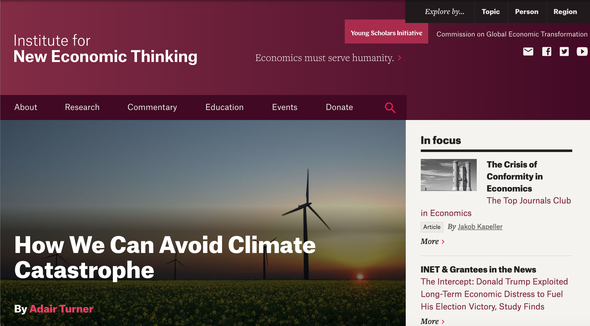 Explore by... Topic Person Region
Institute for
New Economic Thinking
Young Scholars Initiative
Commission on Global Economic Transformation
Economics must serve humanity. >
About Research Commentary Education Events Donate
How We Can Avoid Climate
Catastrophe
By Adair Turner
In focus
The Crisis of
Conformity in
Economics
The Top Journals Club
in Economics
Article By Jakob Kapeller
More >
INET & Grantees in the News
The Intercept: Donald Trump Exploited
Long-Term Economic Distress to Fuel
His Election Victory, Study Finds
More >